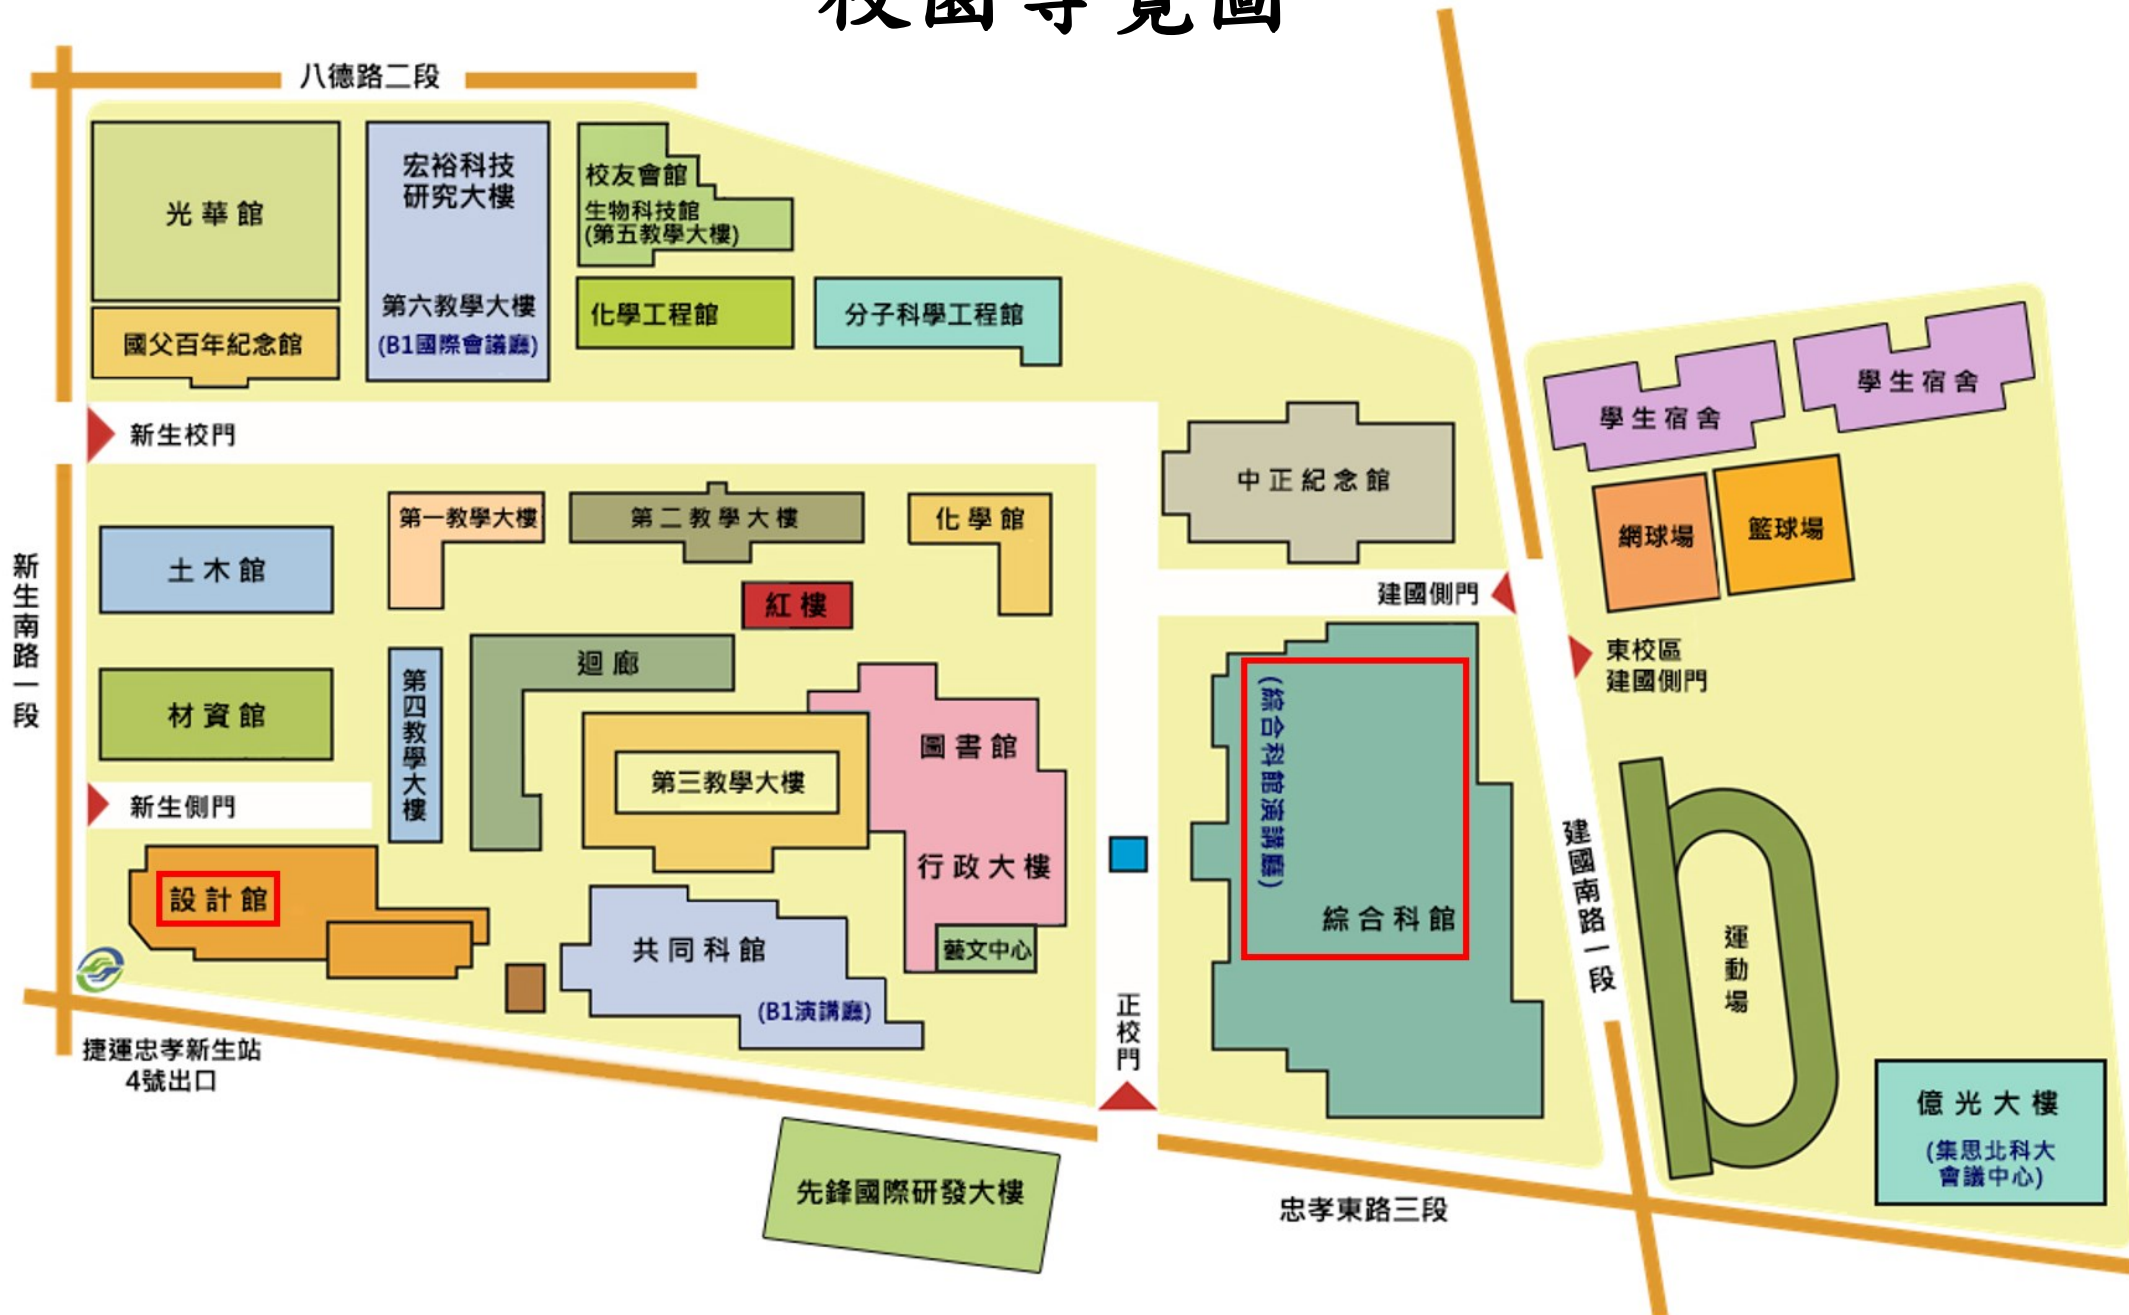 校園導覽圖
八德路二段
光華館
宏裕科技
研究大樓
校友會館
生物科技館
(第五教學大樓)
第六教學大樓
(B1國際會議廳)
化學工程館
分子科學工程館
國父百年紀念館
學生宿舍
學生宿舍
新生校門
中正紀念館
第一教學大樓
第二教學大樓
化學館
網球場
籃球場
土木館
紅樓
建國側門
新生南路一段
迴廊
東校區
建國側門
材資館
第四教學大樓
圖書館
(綜合科館演講廳)
第三教學大樓
新生側門
行政大樓
建國南路一段
設計館
綜合科館
共同科館
藝文中心
運動場
(B1演講廳)
正校門
捷運忠孝新生站
4號出口
億光大樓
(集思北科大
會議中心)
先鋒國際研發大樓
忠孝東路三段